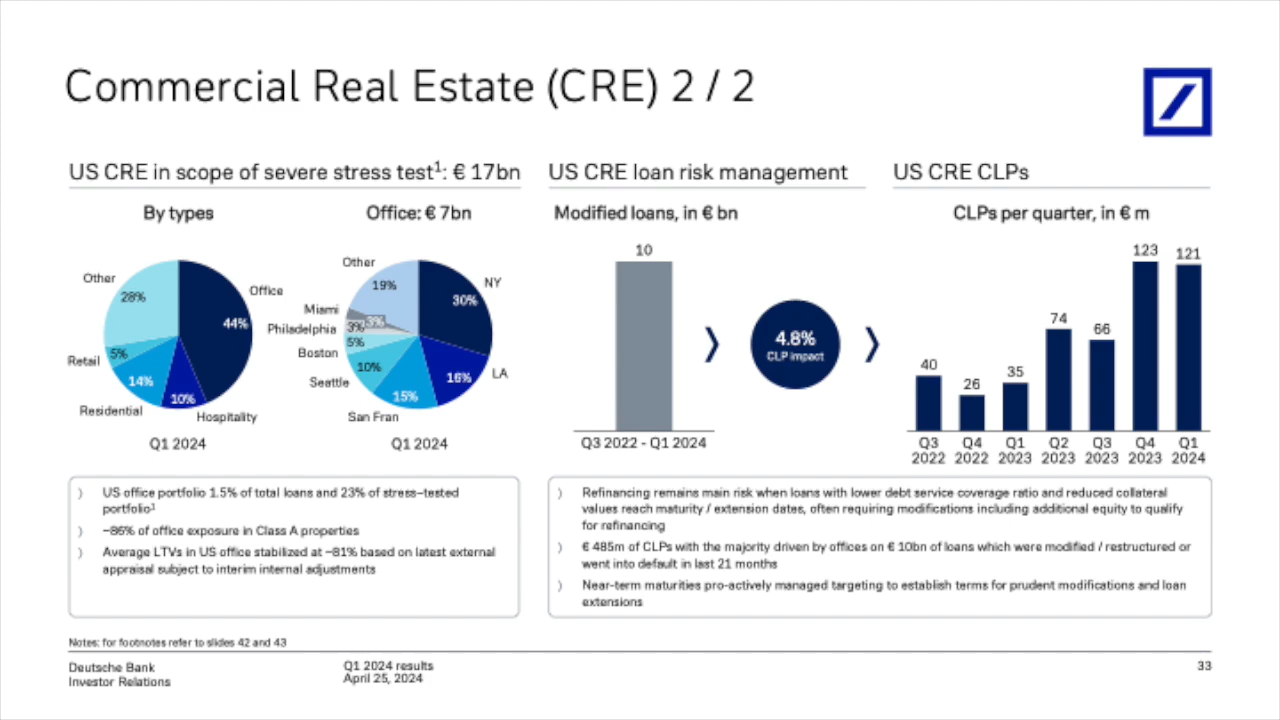 Commercial Real Estate (CRE) 2 / 2
US CRE in scope of severe stress test1: € 17bn
By types
Other
28%
Office
44%
Retail
5%
14%
Residential
10%
Hospitality
Q1 2024
Office: € 7bn
Other
19%
NY
30%
Miami
3%
Philadelphia
3%
Boston
5%
Seattle
10%
LA
16%
15%
San Fran
Q1 2024
US CRE loan risk management
Modified loans, in € bn
10
Q3 2022 - Q1 2024
4.8%
CLP impact
US CRE CLPs
CLPs per quarter, in € m
40
26
35
74
66
123
121
Q3 Q4 Q1 Q2 Q3 Q4 Q1
2022 2022 2023 2023 2023 2023 2024
US office portfolio 1.5% of total loans and 23% of stress–tested
portfolio1
~86% of office exposure in Class A properties
Average LTVs in US office stabilized at ~81% based on latest external
appraisal subject to interim internal adjustments
Refinancing remains main risk when loans with lower debt service coverage ratio and reduced collateral
values reach maturity / extension dates, often requiring modifications including additional equity to qualify
for refinancing
€ 485m of CLPs with the majority driven by offices on € 10bn of loans which were modified / restructured or
went into default in last 21 months
Near-term maturities pro-actively managed targeting to establish terms for prudent modifications and loan
extensions
Notes: for footnotes refer to slides 42 and 43
Deutsche Bank
Investor Relations
Q1 2024 results
April 25, 2024
33